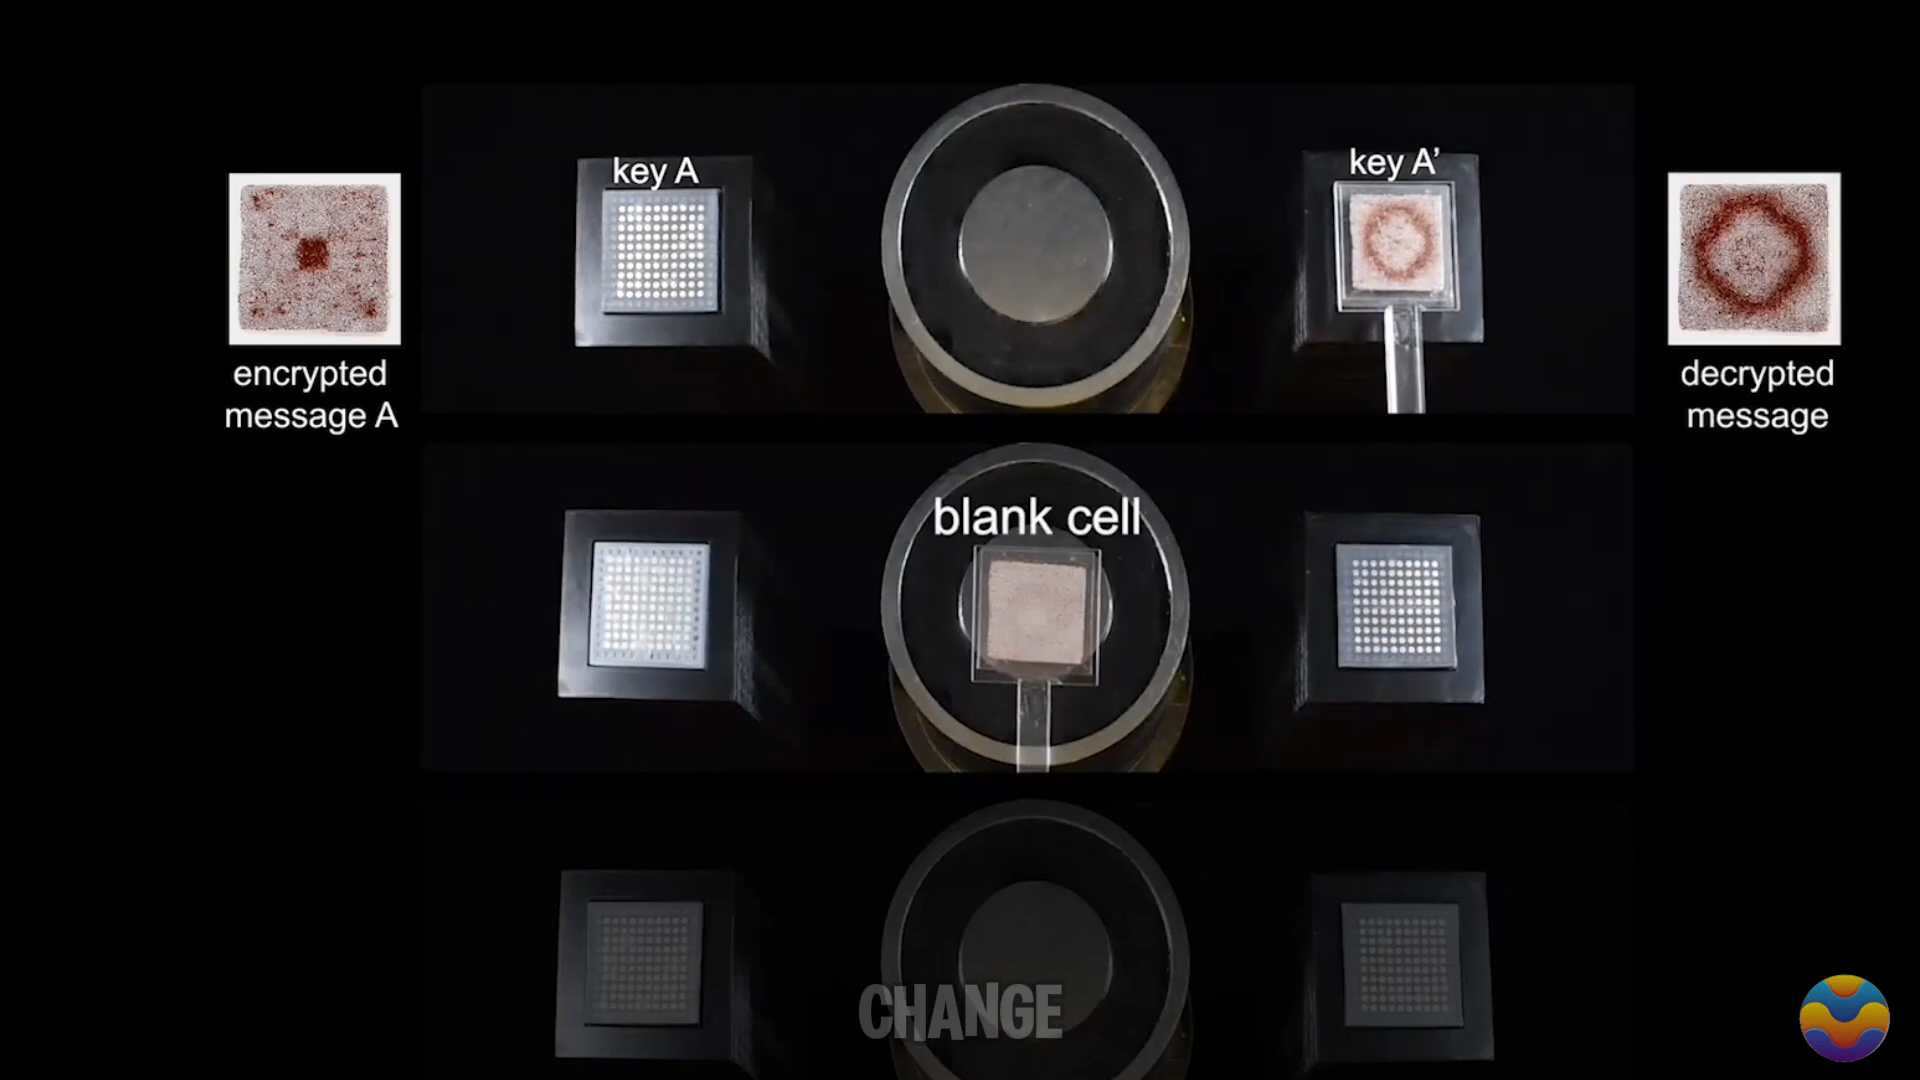 key A
key A’
encrypted
message A
decrypted
message
blank cell
CHANGE